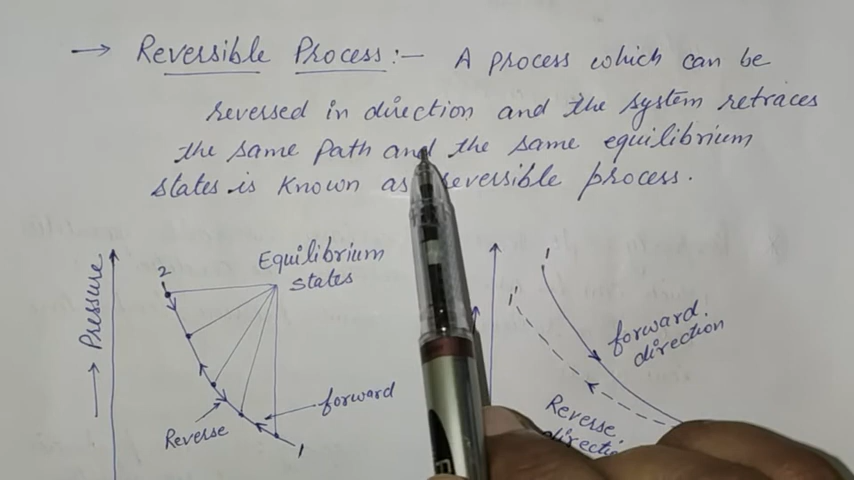 → Reversible Process:- A process which can be
reversed in direction and the system retraces
the same path and the same equilibrium
states is known as reversible process.
Equilibrium
states
→ Pressure
2
Reverse
forward
1
1
1'
forward
direction
Reverse